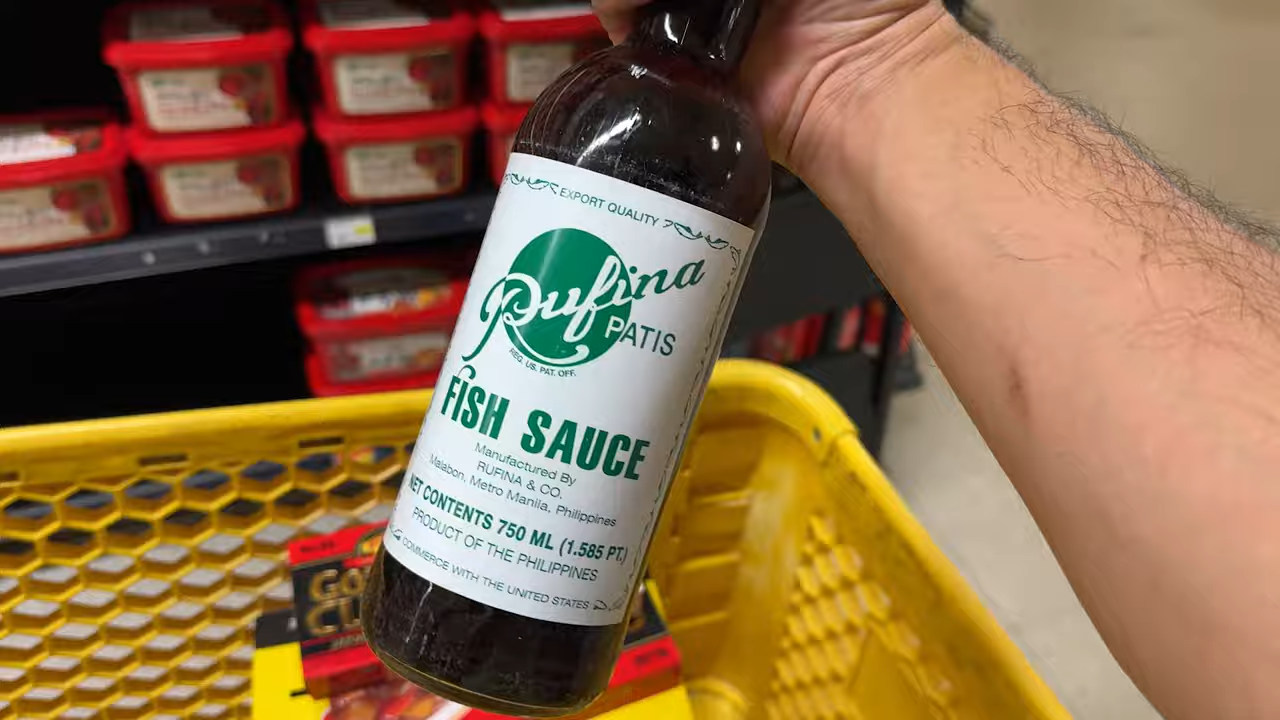 EXPORT QUALITY
Rufina
PATIS
REG. US. PAT. OFF.
FISH SAUCE
Manufactured By
RUFINA & CO.
Malabon, Metro Manila, Philippines
NET CONTENTS 750 ML (1.585 PT.)
PRODUCT OF THE PHILIPPINES
COMMERCE WITH THE UNITED STATES